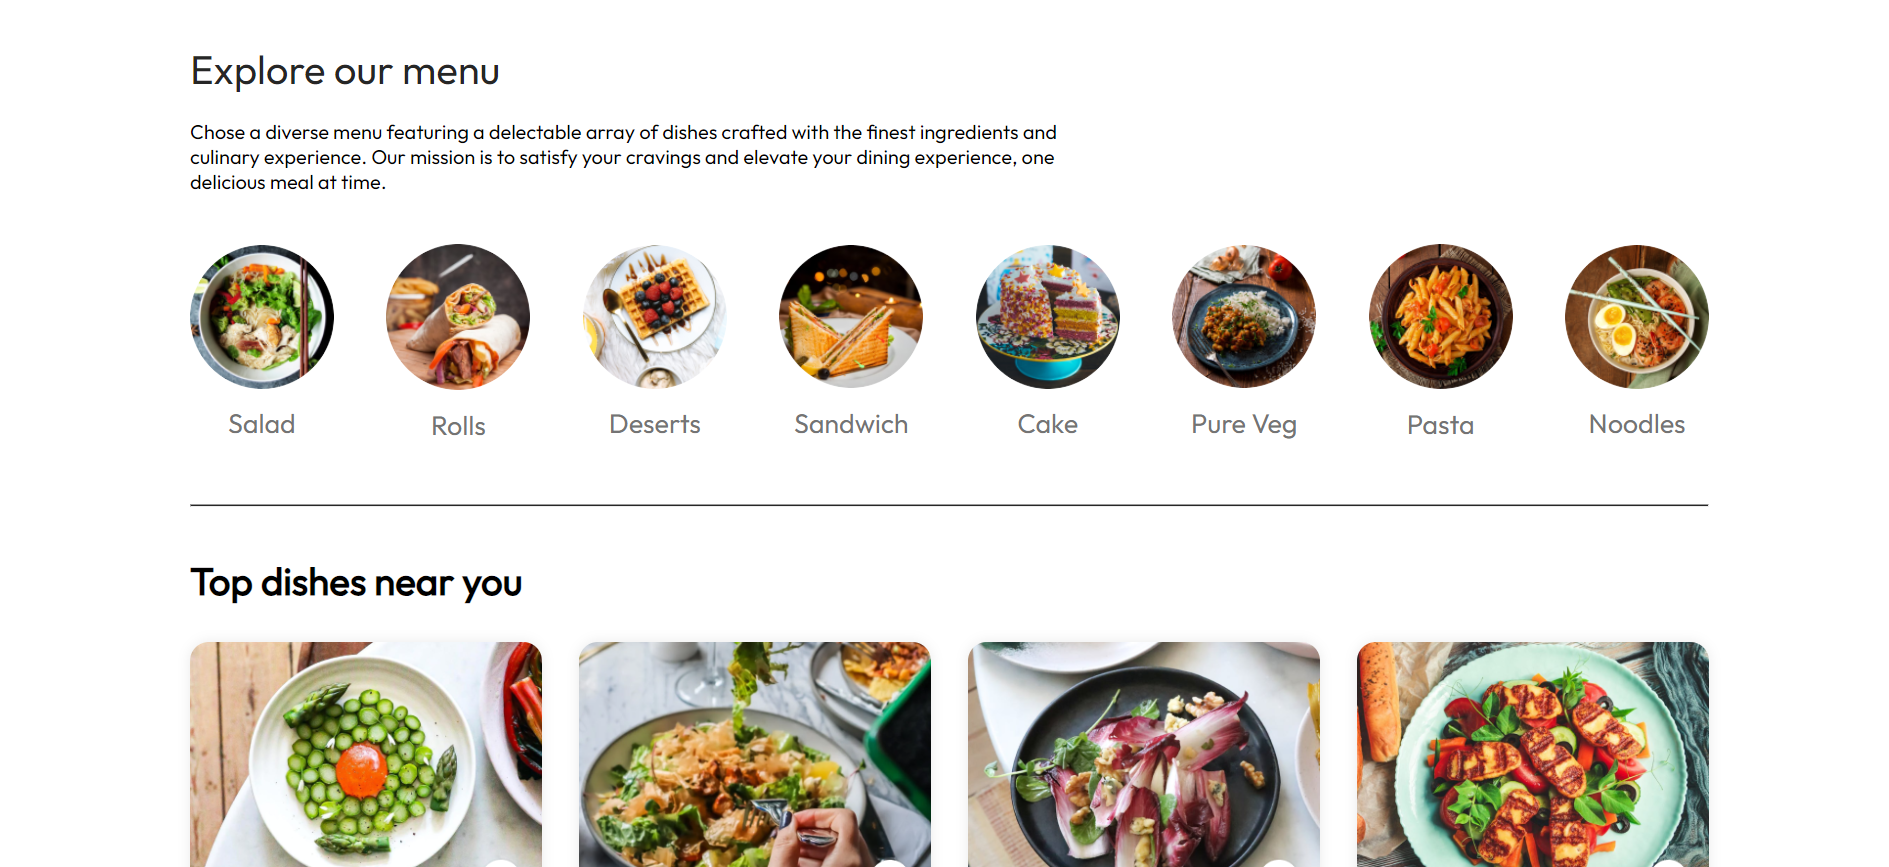 Explore our menu
Chose a diverse menu featuring a delectable array of dishes crafted with the finest ingredients and
culinary experience. Our mission is to satisfy your cravings and elevate your dining experience, one
delicious meal at time.
Salad
Rolls
Deserts
Sandwich
Cake
Pure Veg
Pasta
Noodles
Top dishes near you